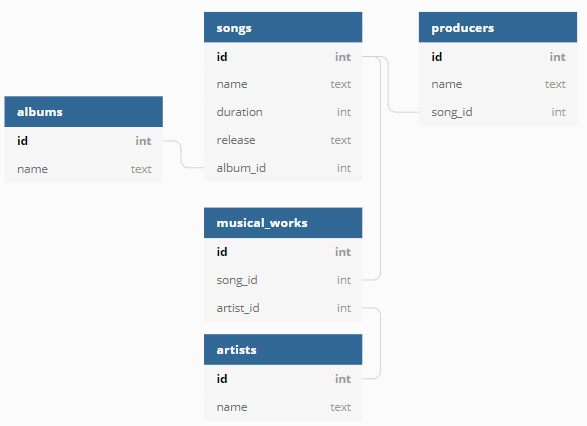 songs
id int
name text
duration int
release text
album_id int
producers
id int
name text
song_id int
albums
id int
name text
musical_works
id int
song_id int
artist_id int
artists
id int
name text